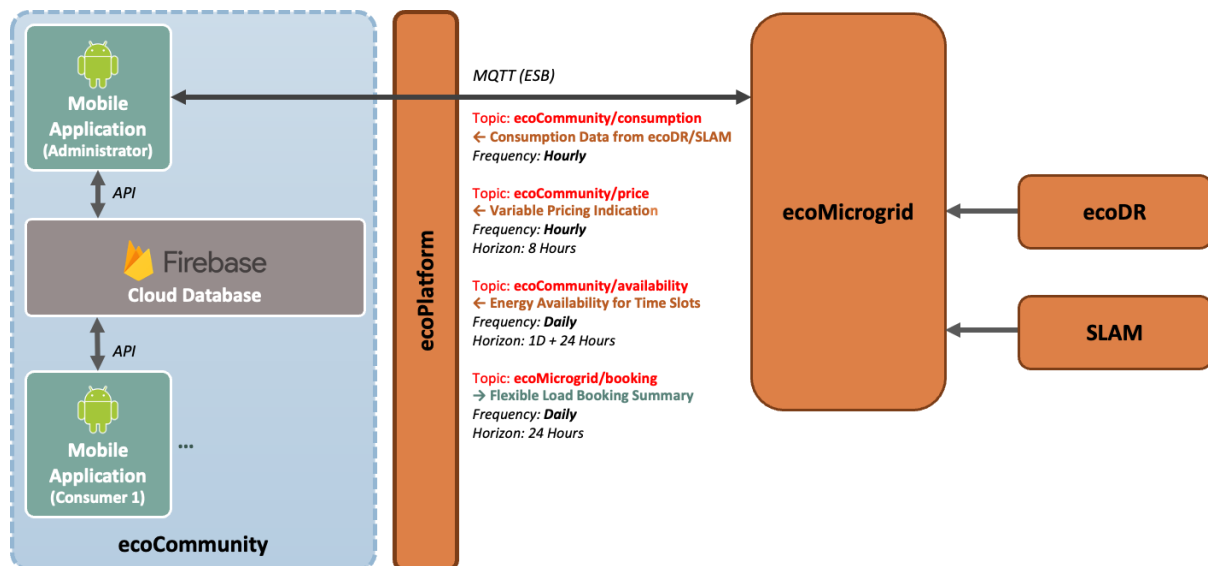 Mobile
Application
(Administrator)
API
Firebase
Cloud Database
API
Mobile
Application
(Consumer 1)
...
ecoCommunity
ecoPlatform
MQTT (ESB)
Topic: ecoCommunity/consumption
← Consumption Data from ecoDR/SLAM
Frequency: Hourly
Topic: ecoCommunity/price
← Variable Pricing Indication
Frequency: Hourly
Horizon: 8 Hours
Topic: ecoCommunity/availability
← Energy Availability for Time Slots
Frequency: Daily
Horizon: 1D + 24 Hours
Topic: ecoMicrogrid/booking
→ Flexible Load Booking Summary
Frequency: Daily
Horizon: 24 Hours
ecoMicrogrid
ecoDR
SLAM